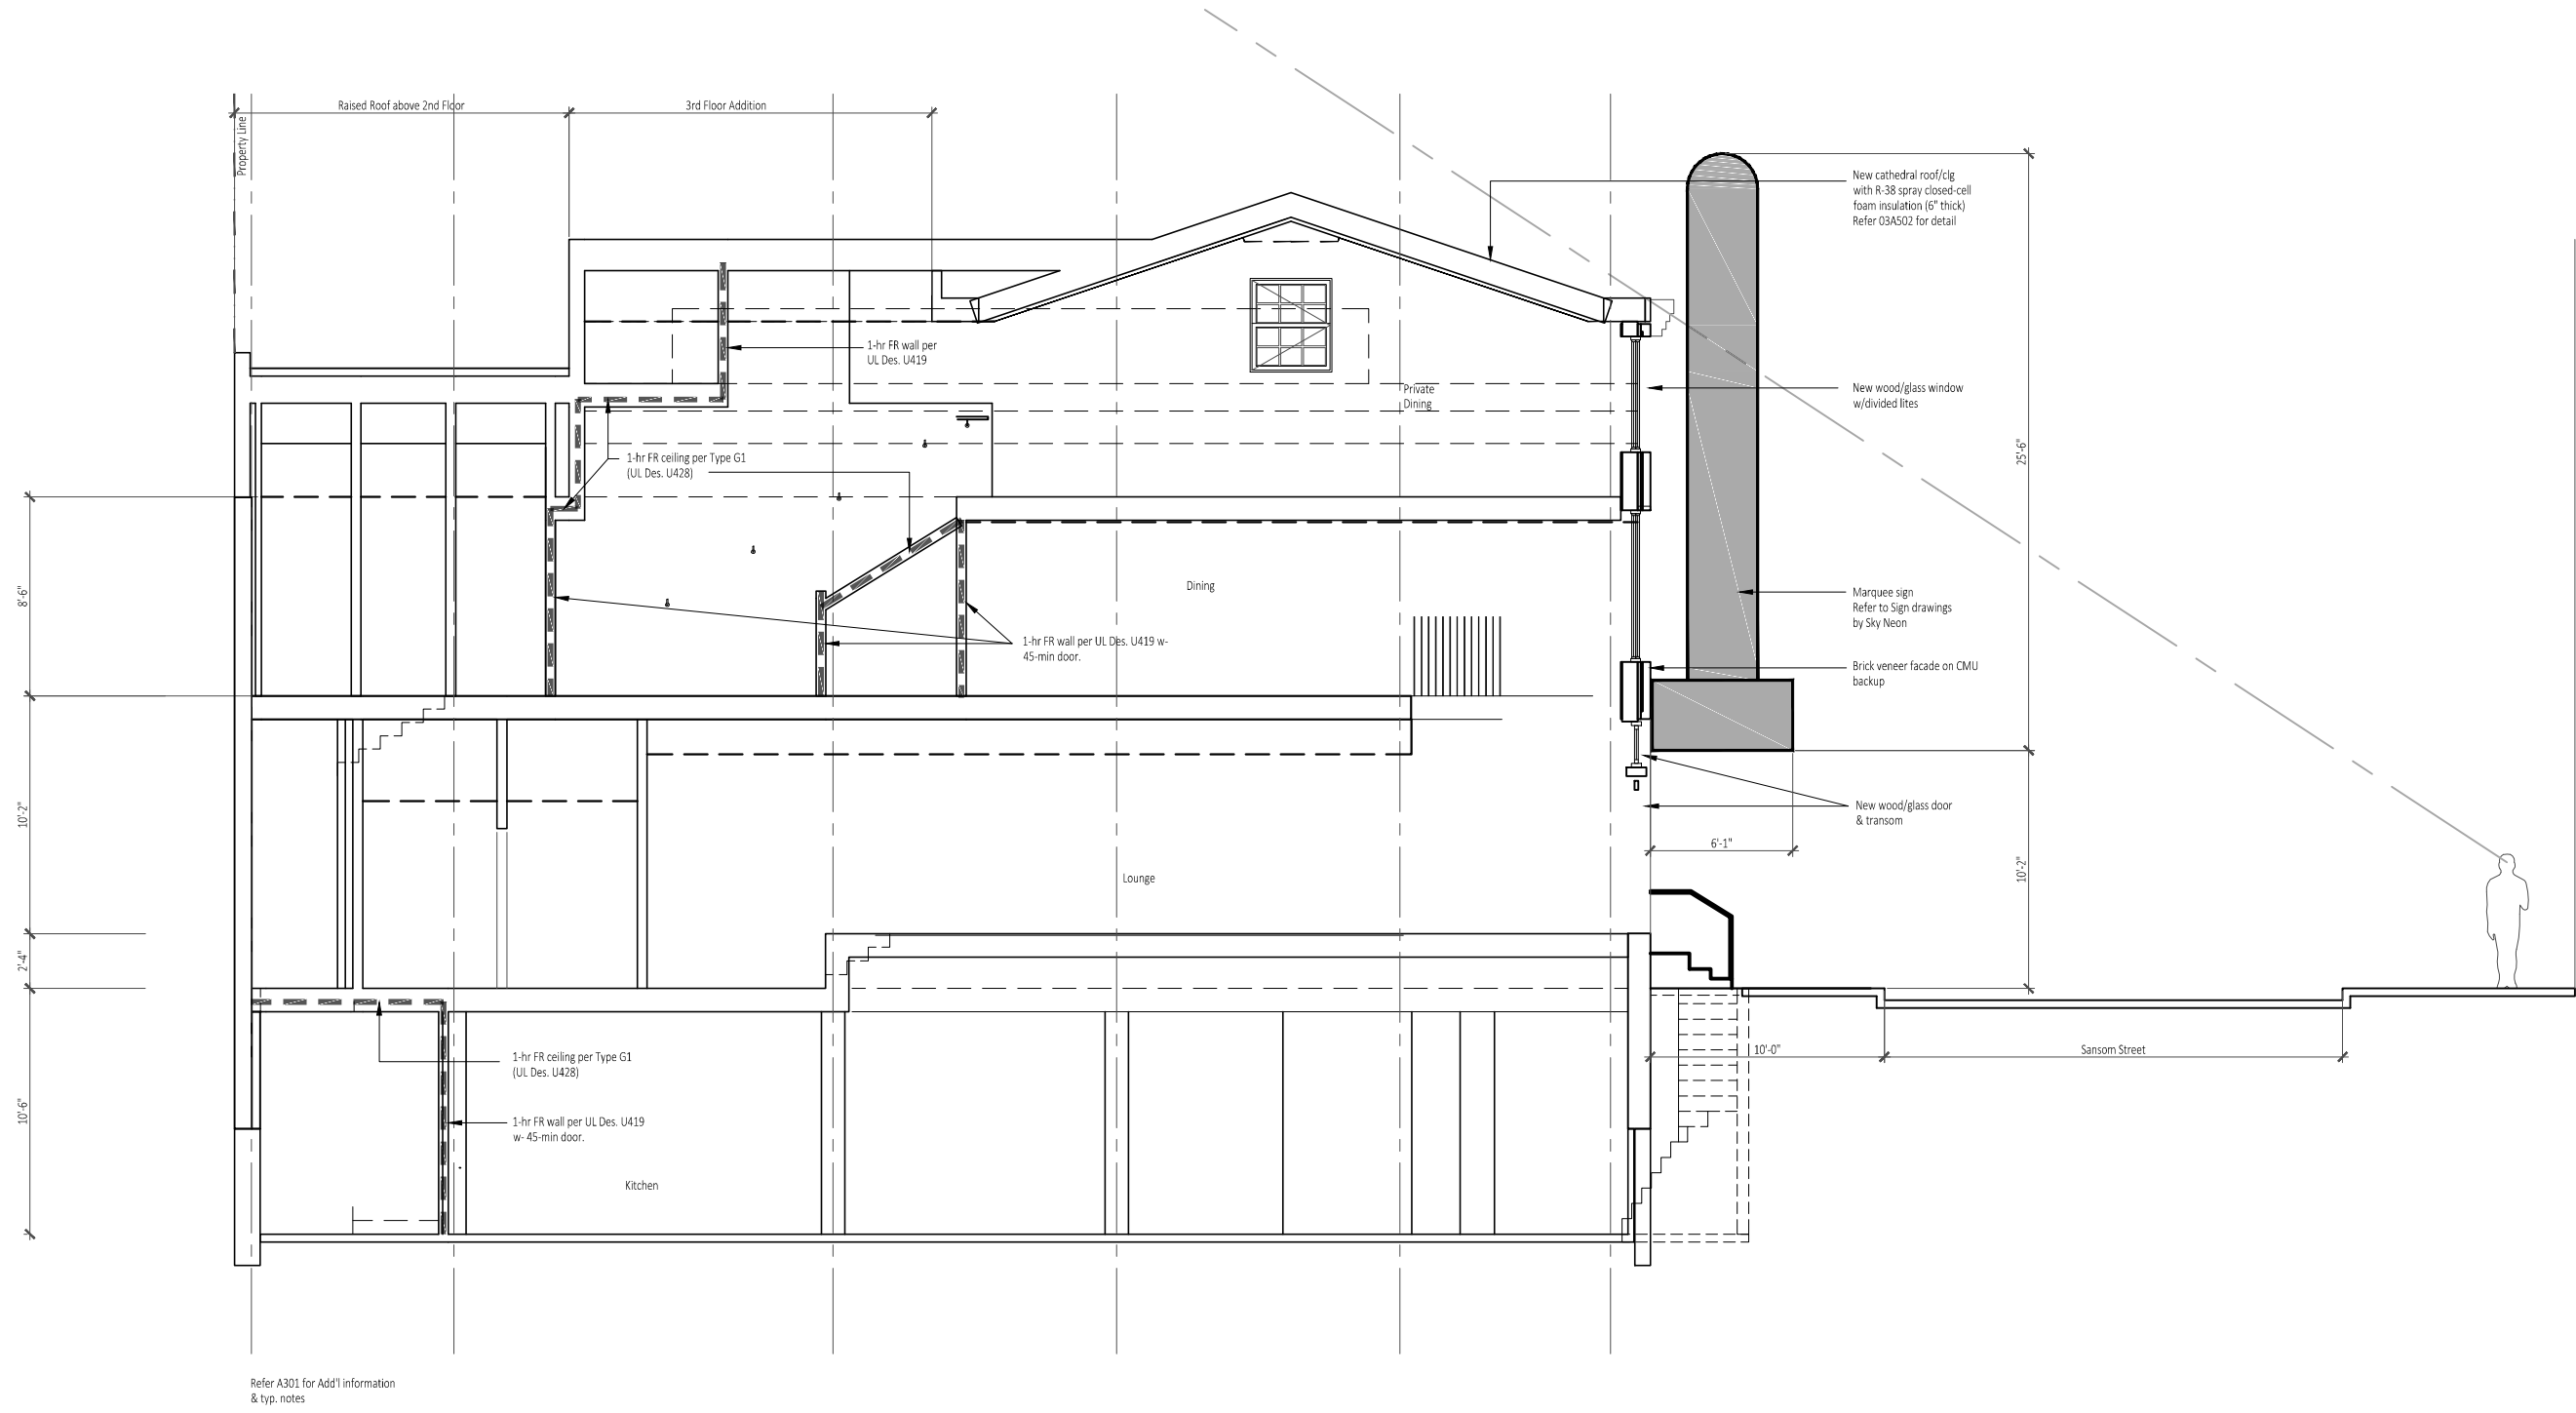 Raised Roof above 2nd Floor
3rd Floor Addition
Property Line
New cathedral roof/clg
with R-38 spray closed-cell
foam insulation (6" thick)
Refer 03A502 for detail
1-hr FR wall per
UL Des. U419
Private
Dining
New wood/glass window
w/divided lites
1-hr FR ceiling per Type G1
(UL Des. U428)
25'-6"
8'-6"
Dining
Marquee sign
Refer to Sign drawings
by Sky Neon
1-hr FR wall per UL Des. U419 w-
45-min door.
Brick veneer facade on CMU
backup
10'-2"
New wood/glass door
& transom
6'-1"
Lounge
10'-2"
2'-4"
10'-0"
Sansom Street
1-hr FR ceiling per Type G1
(UL Des. U428)
10'-6"
1-hr FR wall per UL Des. U419
w- 45-min door.
Kitchen
Refer A301 for Add'l information
& typ. notes